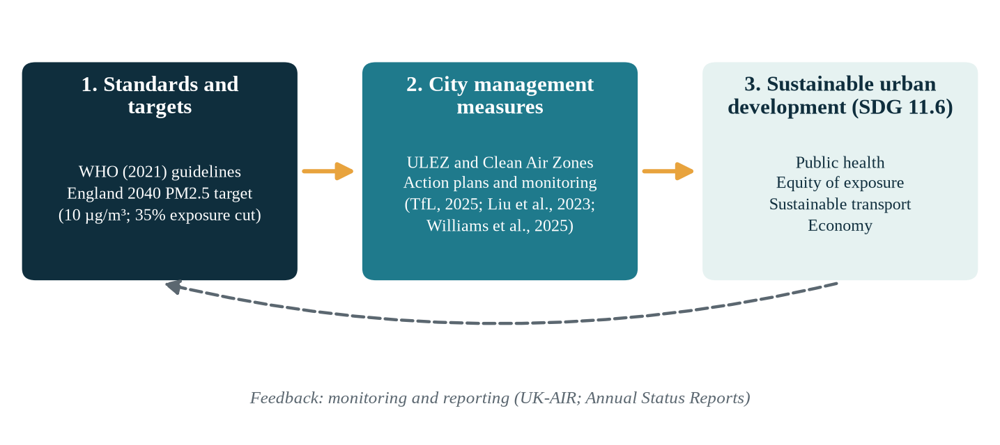 1. Standards and
targets
WHO (2021) guidelines
England 2040 PM2.5 target
(10 µg/m³; 35% exposure cut)
2. City management
measures
ULEZ and Clean Air Zones
Action plans and monitoring
(TfL, 2025; Liu et al., 2023;
Williams et al., 2025)
3. Sustainable urban
development (SDG 11.6)
Public health
Equity of exposure
Sustainable transport
Economy
Feedback: monitoring and reporting (UK-AIR; Annual Status Reports)